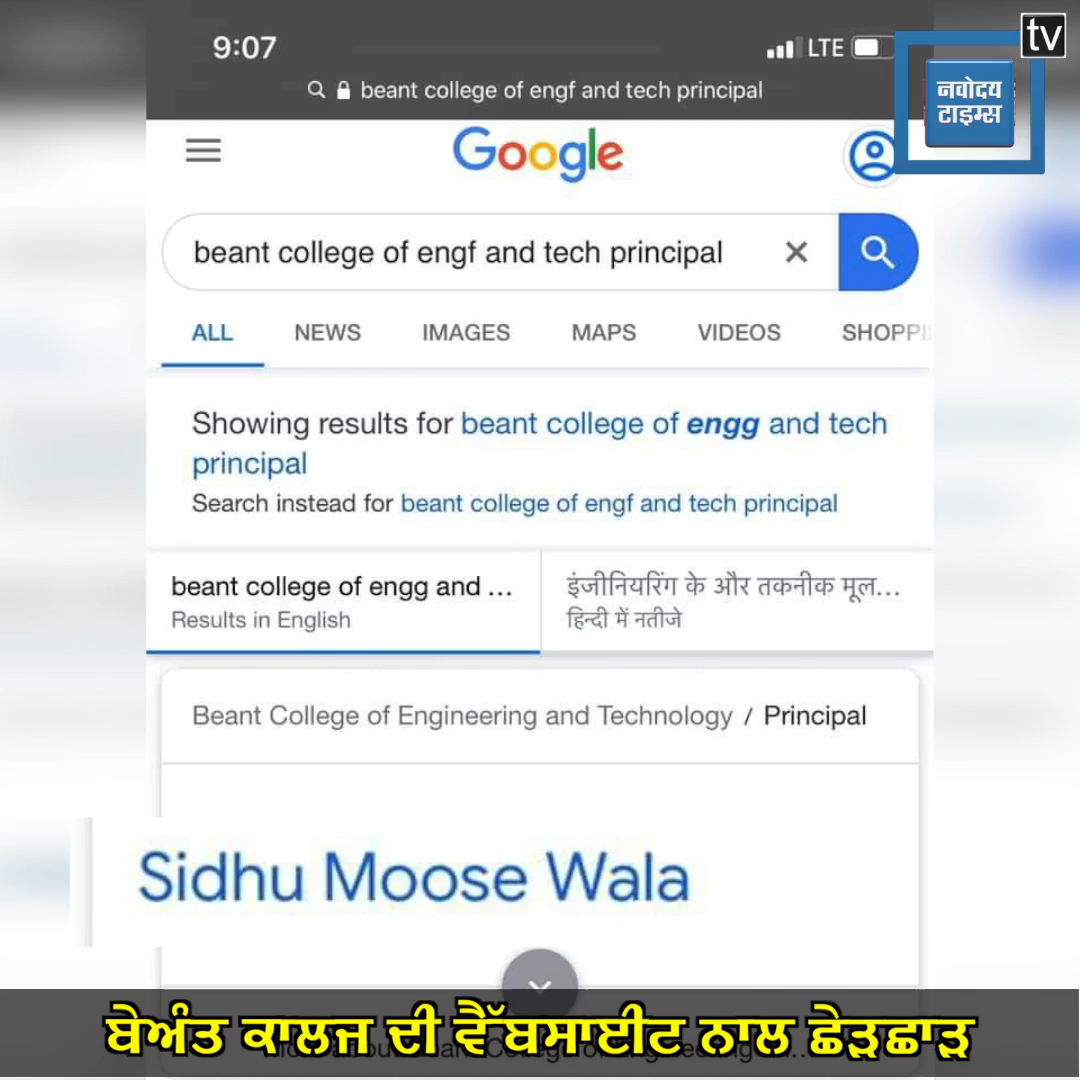 9:07
LTE
tv
beant college of engf and tech principal
नवोदय
टाइम्स
Google
beant college of engf and tech principal
ALL NEWS IMAGES MAPS VIDEOS SHOPPI
Showing results for beant college of engg and tech
principal
Search instead for beant college of engf and tech principal
beant college of engg and ...
Results in English
इंजीनियरिंग के और तकनीक मूल...
हिन्दी में नतीजे
Beant College of Engineering and Technology / Principal
Sidhu Moose Wala
ਬੇਅੰਤ ਕਾਲਜ ਦੀ ਵੈੱਬਸਾਈਟ ਨਾਲ ਛੇੜਛਾੜ